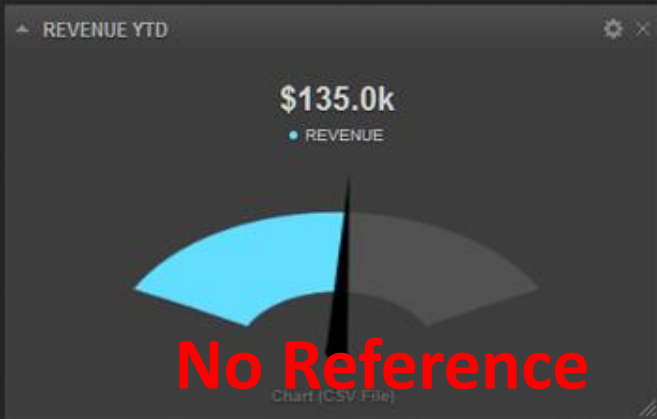 REVENUE YTD
$135.0k
REVENUE
No Reference
Chart (CSV File)